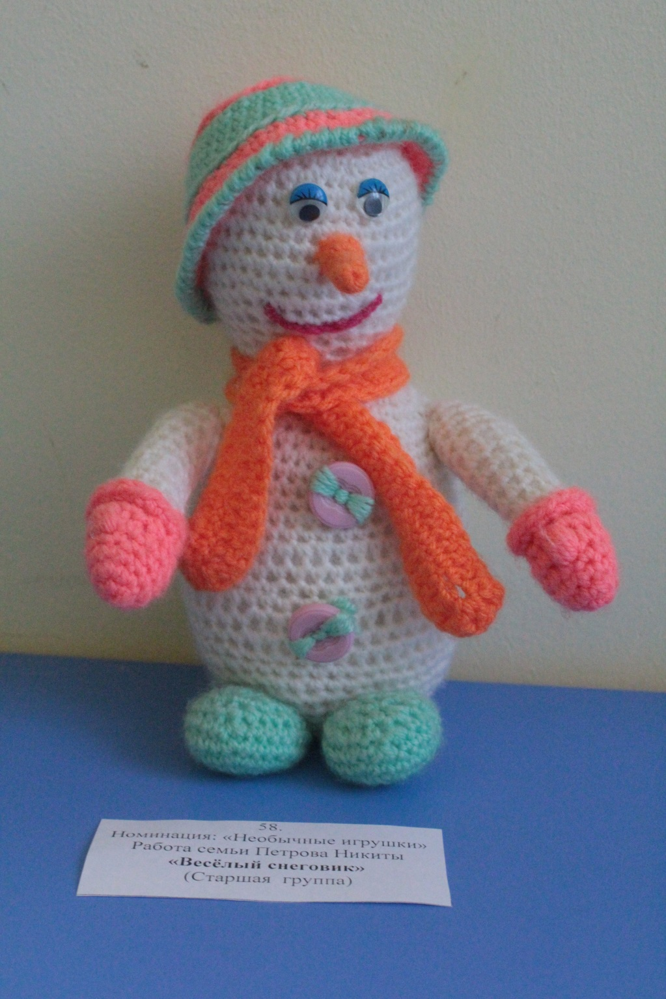 58.
Номинация: «Необычные игрушки»
Работа семьи Петрова Никиты
«Весёлый снеговик»
(Старшая группа)